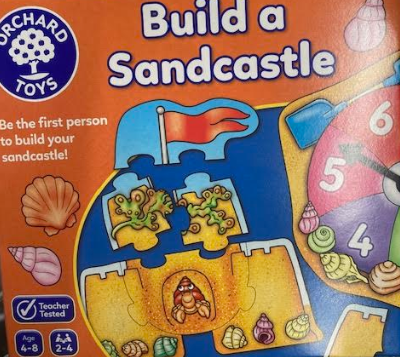 ORCHARD
TOYS
Build a
Sandcastle
Be the first person
to build your
sandcastle!
6
5
4
Teacher
Tested
Age
4-8
2-4